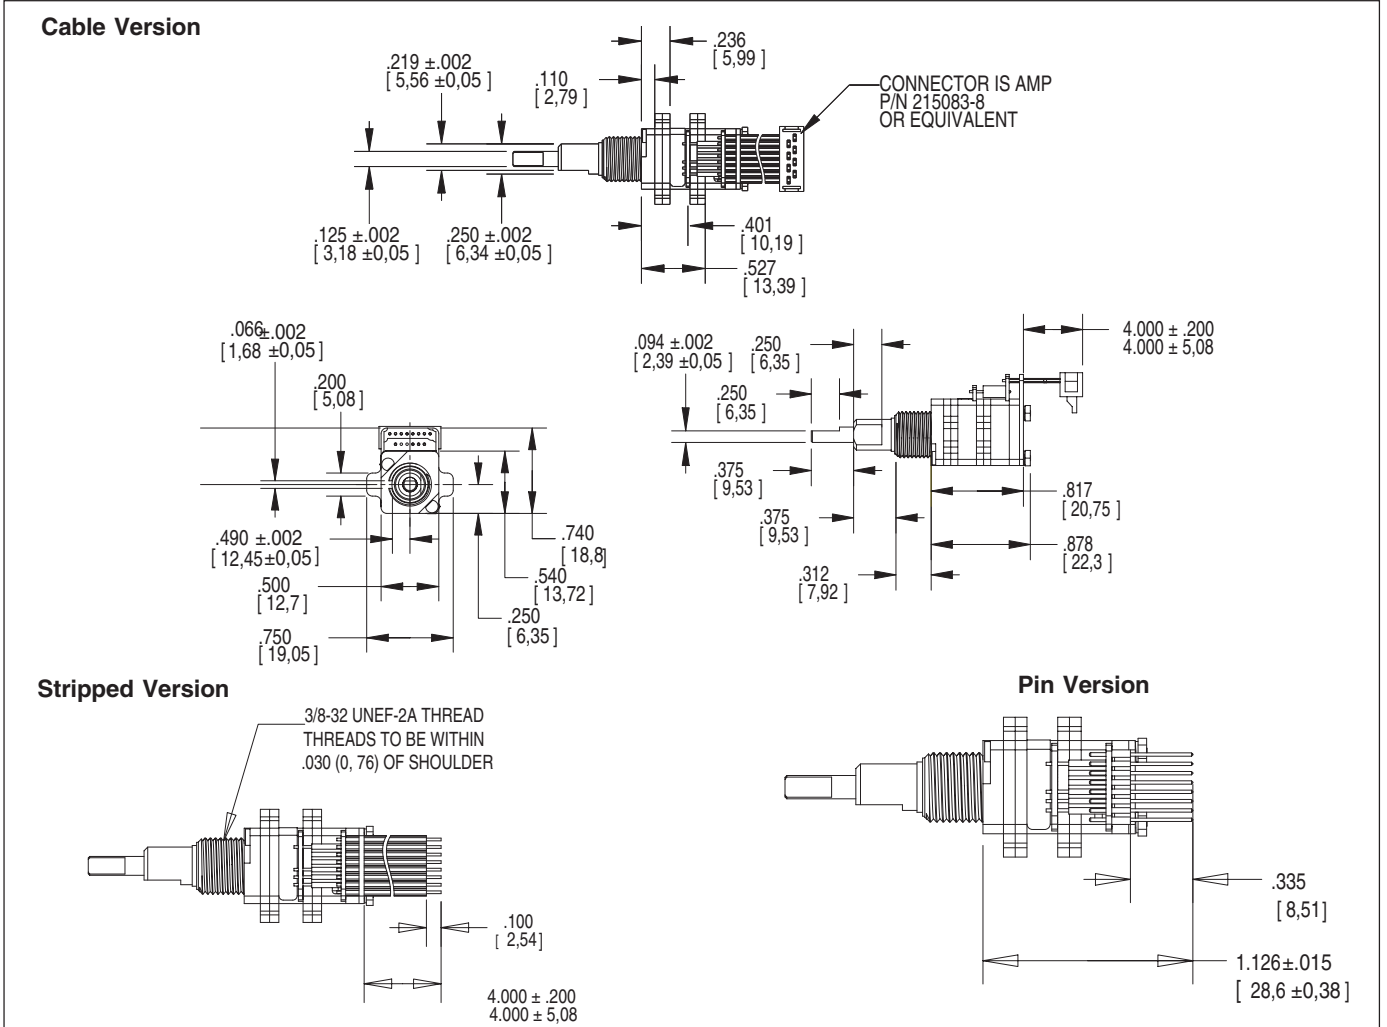 Cable Version
.236
[ 5,99 ]
.219 ±.002
[ 5,56 ±0,05 ]
.110
[ 2,79 ]
CONNECTOR IS AMP
P/N 215083-8
OR EQUIVALENT
.125 ±.002
[ 3,18 ±0,05 ]
.250 ±.002
[ 6,34 ±0,05 ]
.401
[ 10,19 ]
.527
[ 13,39 ]
.066±.002
[ 1,68 ±0,05 ]
.200
[ 5,08 ]
.490 ±.002
[ 12,45±0,05 ]
.500
[ 12,7 ]
.750
[ 19,05 ]
.740
[ 18,8]
.540
[ 13,72 ]
.250
[ 6,35 ]
.094 ±.002
[ 2,39 ±0,05 ]
.250
[ 6,35 ]
.250
[ 6,35 ]
4.000 ± .200
4.000 ± 5,08
.375
[ 9,53 ]
.375
[ 9,53 ]
.312
[ 7,92 ]
.817
[ 20,75 ]
.878
[ 22,3 ]
Stripped Version
3/8-32 UNEF-2A THREAD
THREADS TO BE WITHIN
.030 (0, 76) OF SHOULDER
.100
[ 2,54]
4.000 ± .200
4.000 ± 5,08
Pin Version
.335
[ 8,51]
1.126±.015
[ 28,6 ±0,38 ]